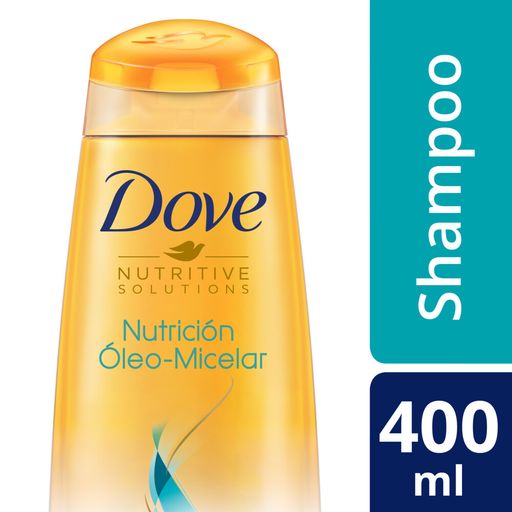 Dove
NUTRITIVE
SOLUTIONS
Nutrición
Óleo-Micelar
Shampoo
400
ml